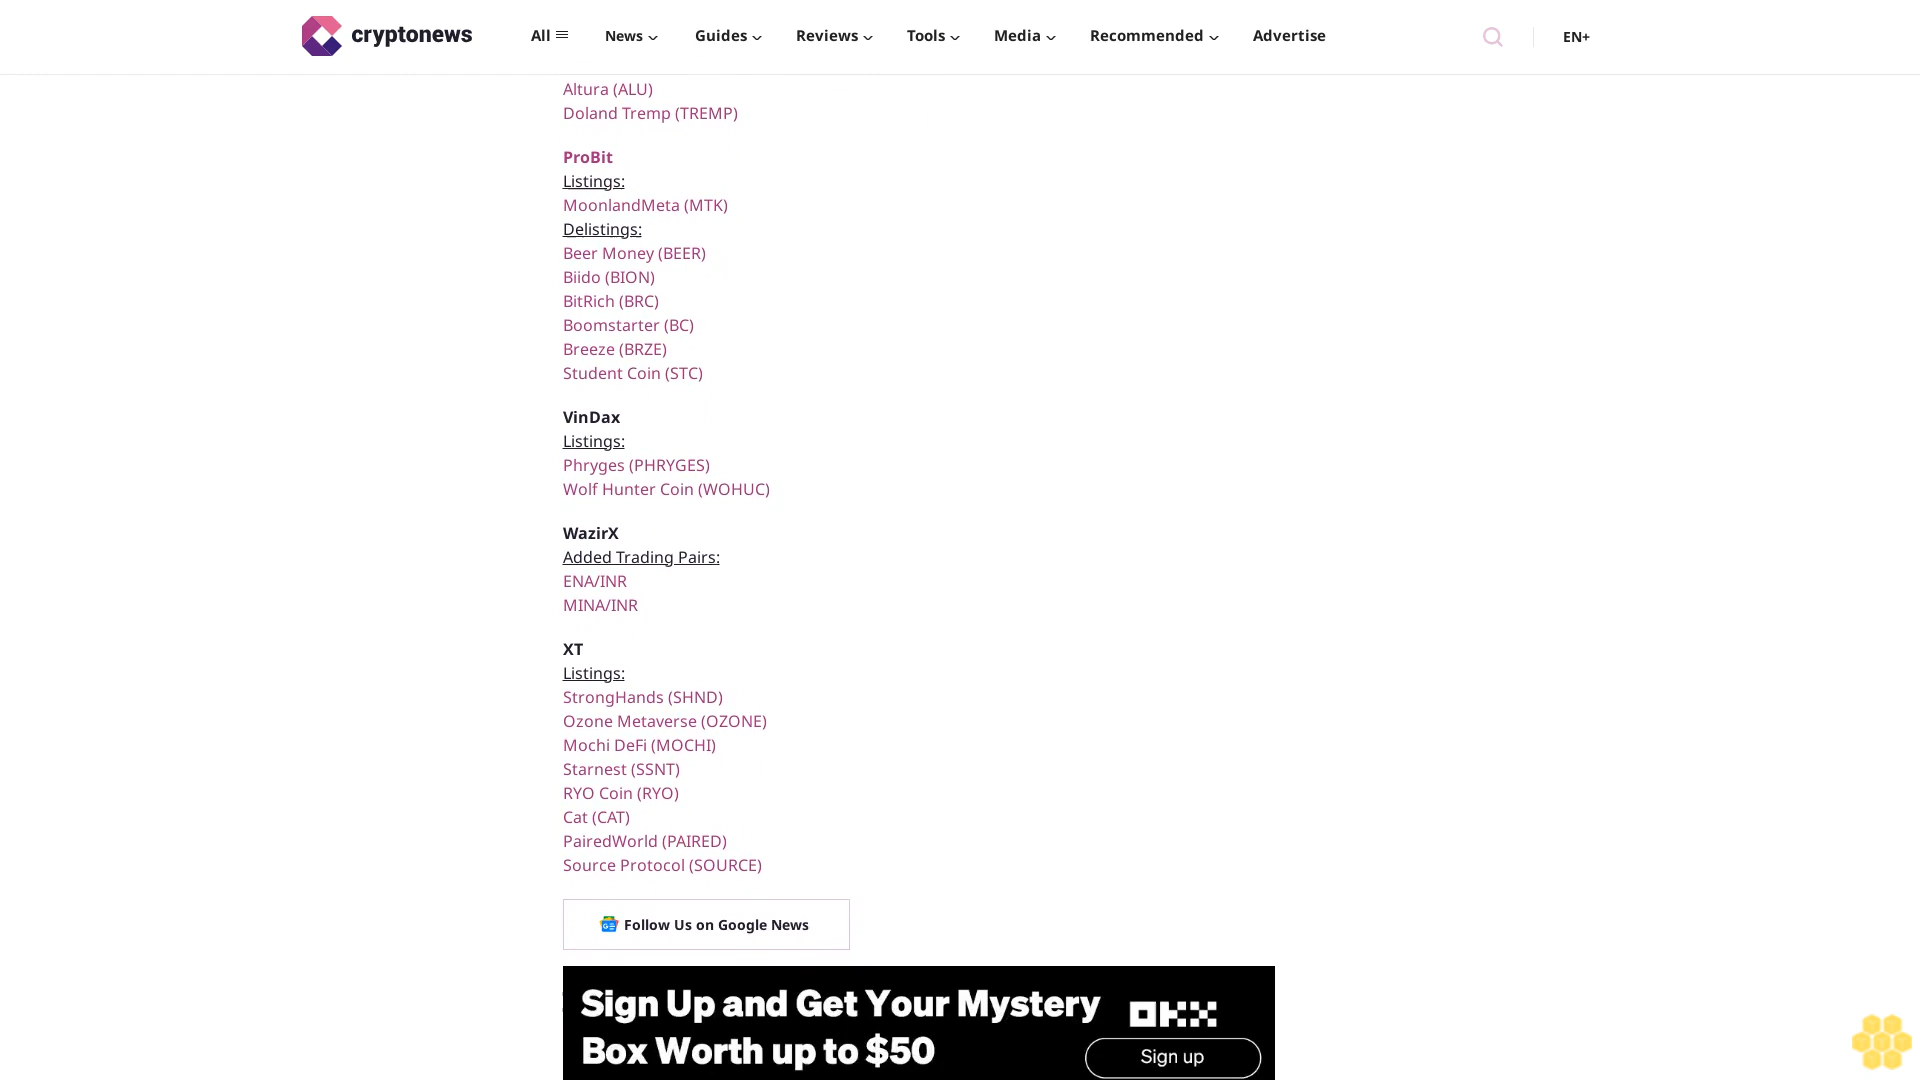 cryptonews
All
News
Guides
Reviews
Tools
Media
Recommended
Advertise
EN+
Altura (ALU)
Doland Tremp (TREMP)
ProBit
Listings:
MoonlandMeta (MTK)
Delistings:
Beer Money (BEER)
Biido (BION)
BitRich (BRC)
Boomstarter (BC)
Breeze (BRZE)
Student Coin (STC)
VinDax
Listings:
Phryges (PHRYGES)
Wolf Hunter Coin (WOHUC)
WazirX
Added Trading Pairs:
ENA/INR
MINA/INR
XT
Listings:
StrongHands (SHND)
Ozone Metaverse (OZONE)
Mochi DeFi (MOCHI)
Starnest (SSNT)
RYO Coin (RYO)
Cat (CAT)
PairedWorld (PAIRED)
Source Protocol (SOURCE)
Follow Us on Google News
Sign Up and Get Your Mystery
Box Worth up to $50
OKX
Sign up